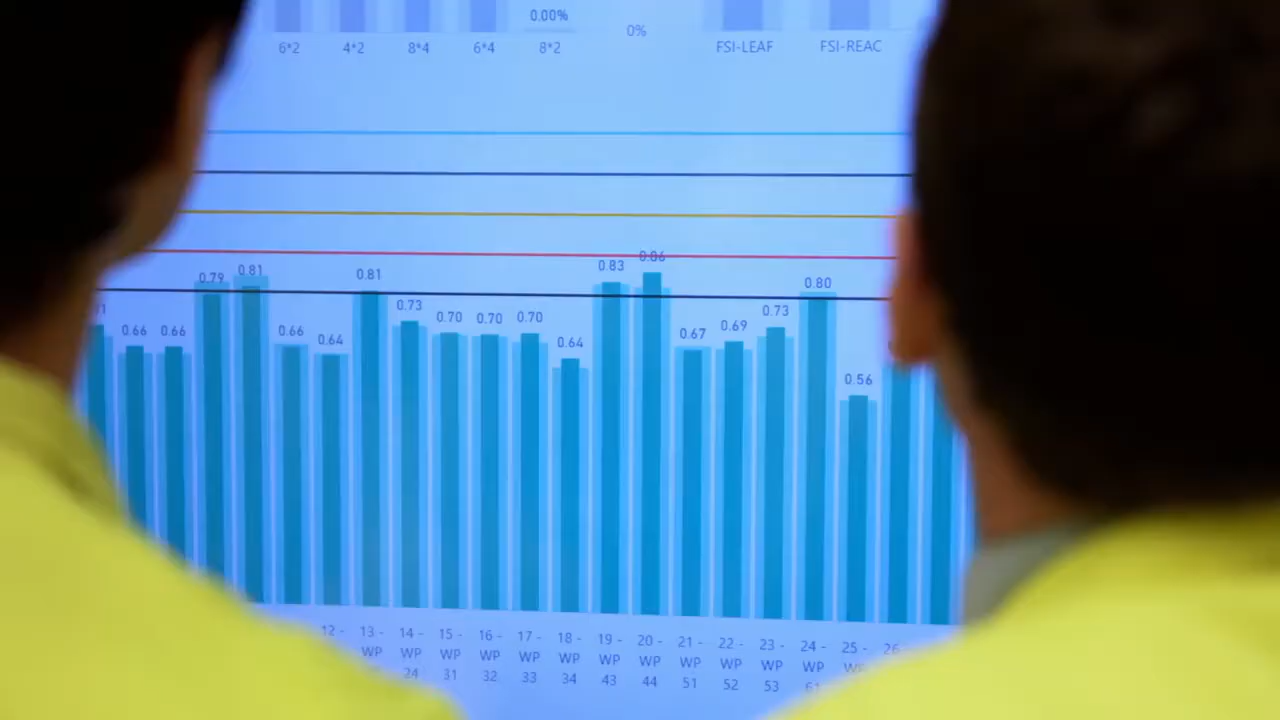 0.00%
0%
6*2 4*2 8*4 6*4 8*2 FSI-LEAF FSI-REAC
0.66 0.66 0.79 0.81 0.66 0.64 0.81 0.73 0.70 0.70 0.70 0.64 0.83 0.86 0.67 0.69 0.73 0.80 0.56
12 - 13 - 14 - 15 - 16 - 17 - 18 - 19 - 20 - 21 - 22 - 23 - 24 - 25 - 26
WP WP WP WP WP WP WP WP WP WP WP WP
24 31 32 33 34 43 44 51 52 53 61